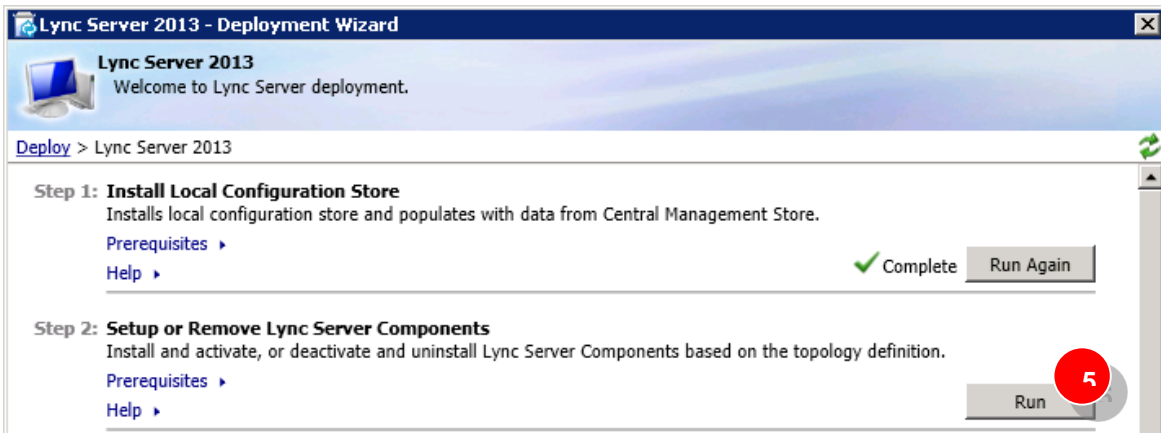 Lync Server 2013 - Deployment Wizard
Lync Server 2013
Welcome to Lync Server deployment.
Deploy > Lync Server 2013
Step 1: Install Local Configuration Store
Installs local configuration store and populates with data from Central Management Store.
Prerequisites ▸
Help ▸
Complete Run Again
Step 2: Setup or Remove Lync Server Components
Install and activate, or deactivate and uninstall Lync Server Components based on the topology definition.
Prerequisites ▸
5
Help ▸
Run